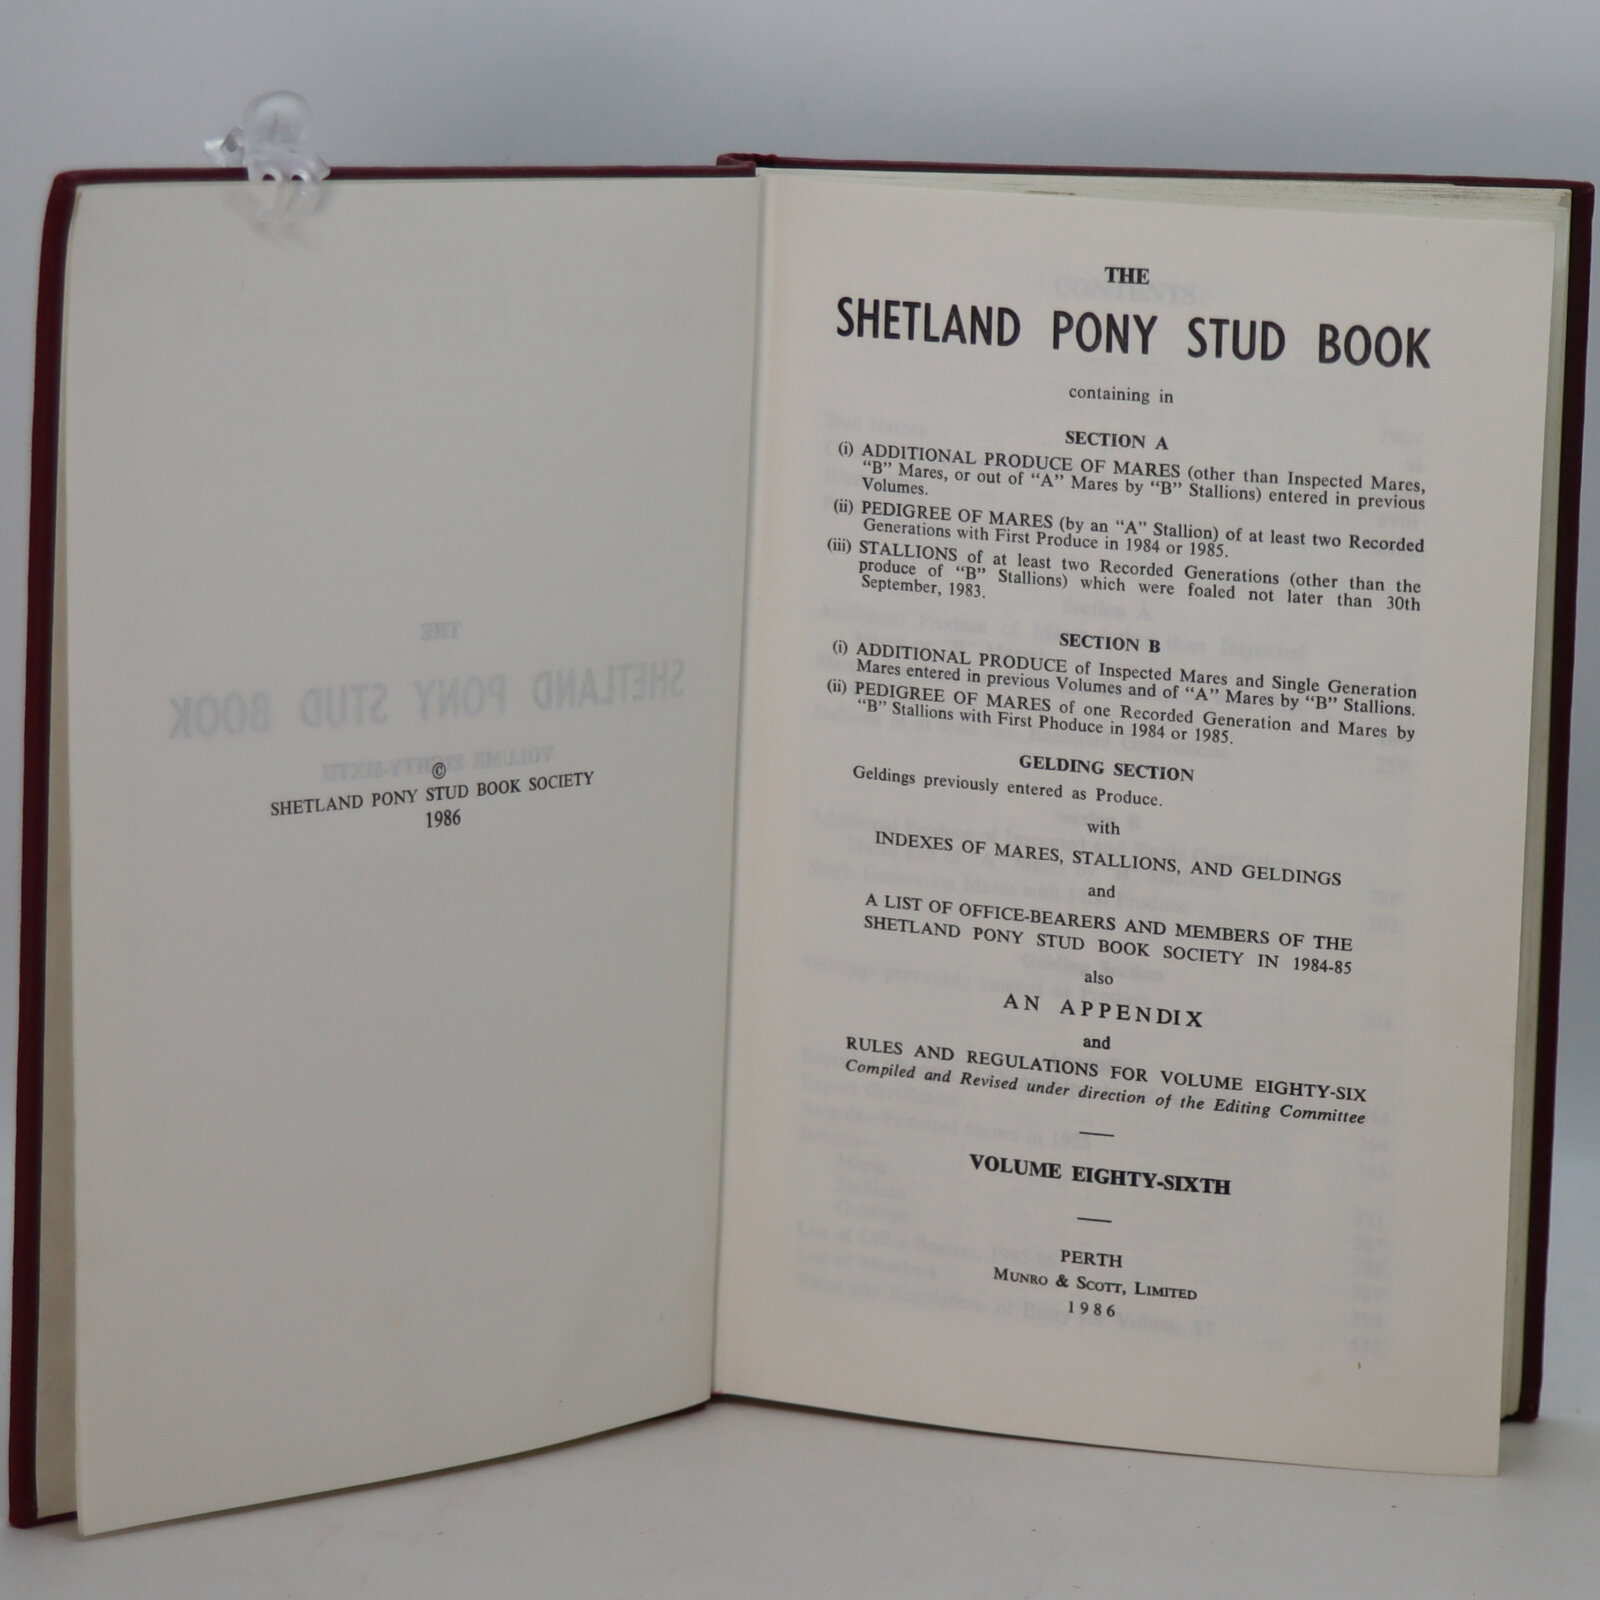 THE
SHETLAND PONY STUD BOOK
VOLUME EIGHTY-SIXTH
©
SHETLAND PONY STUD BOOK SOCIETY
1986
THE
SHETLAND PONY STUD BOOK
containing in
SECTION A
(i) ADDITIONAL PRODUCE OF MARES (other than Inspected Mares,
"B" Mares, or out of "A" Mares by "B" Stallions) entered in previous
Volumes.
(ii) PEDIGREE OF MARES (by an "A" Stallion) of at least two Recorded
Generations with First Produce in 1984 or 1985.
(iii) STALLIONS of at least two Recorded Generations (other than the
produce of "B" Stallions) which were foaled not later than 30th
September, 1983.
SECTION B
(i) ADDITIONAL PRODUCE of Inspected Mares and Single Generation
Mares entered in previous Volumes and of "A" Mares by "B" Stallions.
(ii) PEDIGREE OF MARES of one Recorded Generation and Mares by
"B" Stallions with First Phoduce in 1984 or 1985.
GELDING SECTION
Geldings previously entered as Produce.
with
INDEXES OF MARES, STALLIONS, AND GELDINGS
and
A LIST OF OFFICE-BEARERS AND MEMBERS OF THE
SHETLAND PONY STUD BOOK SOCIETY IN 1984-85
also
AN APPENDIX
and
RULES AND REGULATIONS FOR VOLUME EIGHTY-SIX
Compiled and Revised under direction of the Editing Committee
VOLUME EIGHTY-SIXTH
PERTH
MUNRO & SCOTT, LIMITED
1986